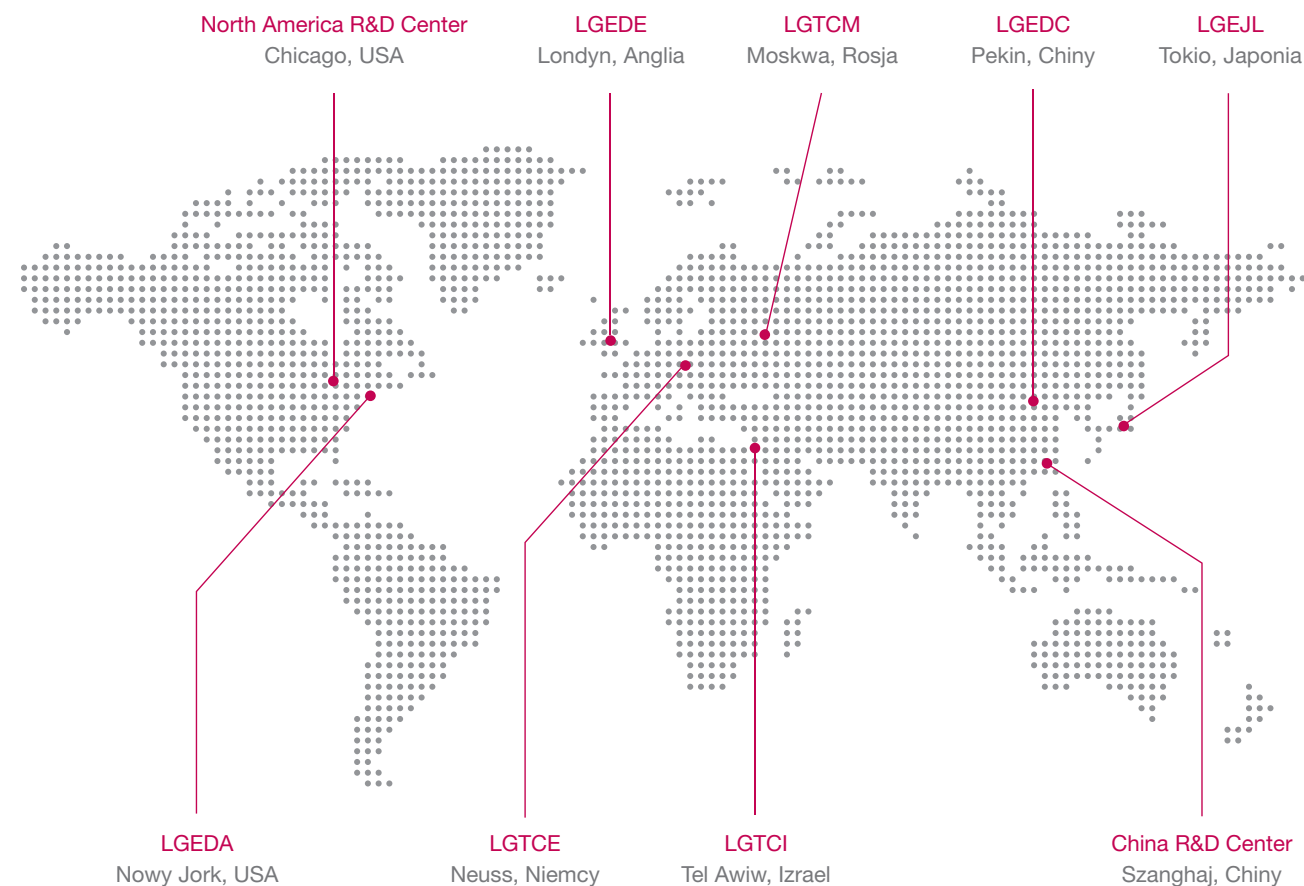 North America R&D Center
Chicago, USA
LGEDE
Londyn, Anglia
LGTCM
Moskwa, Rosja
LGEDC
Pekin, Chiny
LGEJL
Tokio, Japonia
LGEDA
Nowy Jork, USA
LGTCE
Neuss, Niemcy
LGTCI
Tel Awiw, Izrael
China R&D Center
Szanghaj, Chiny